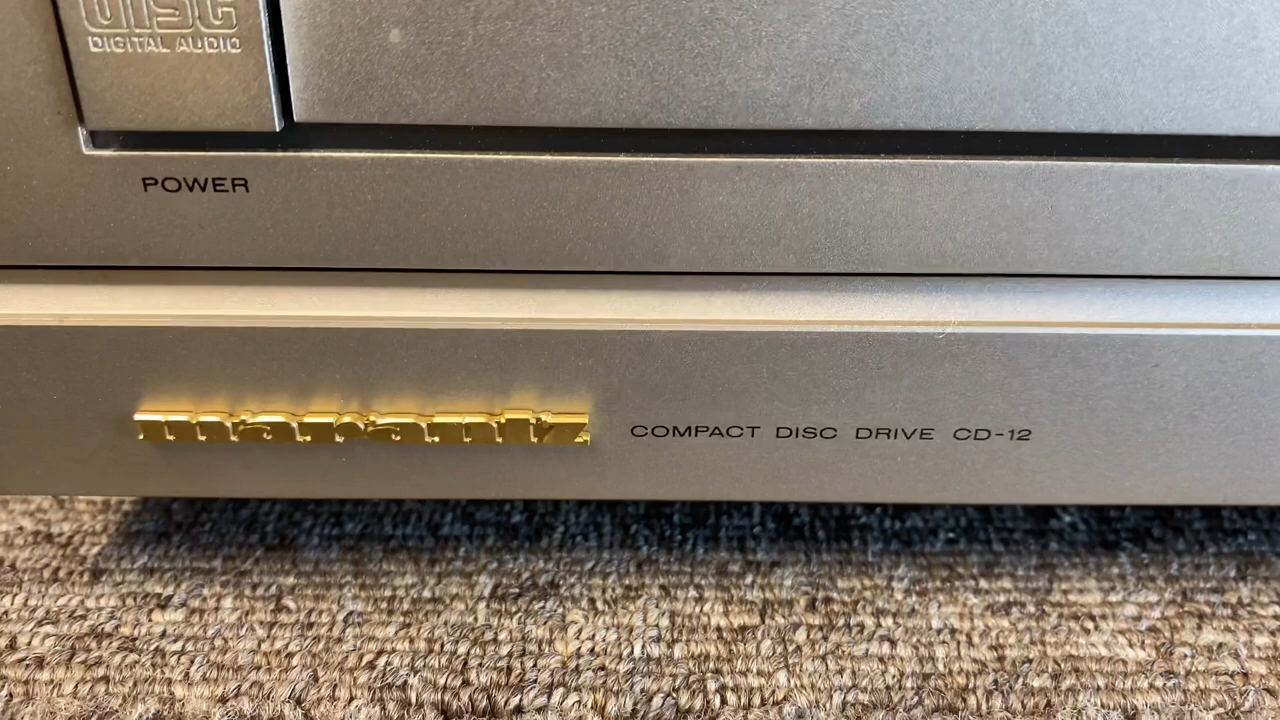 disc
DIGITAL AUDIO
POWER
marantz
COMPACT DISC DRIVE CD-12